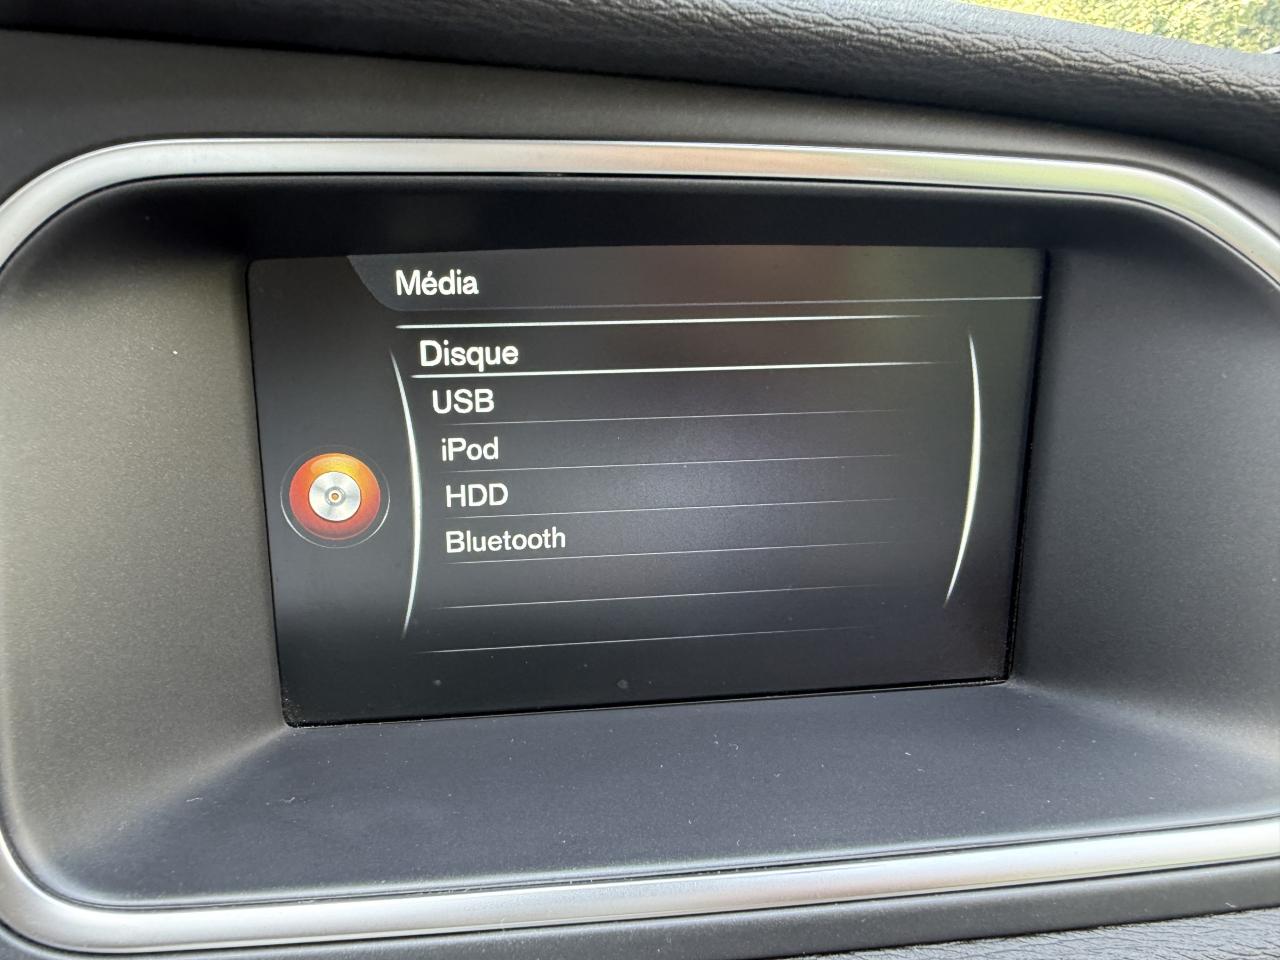 Média
Disque
USB
iPod
HDD
Bluetooth